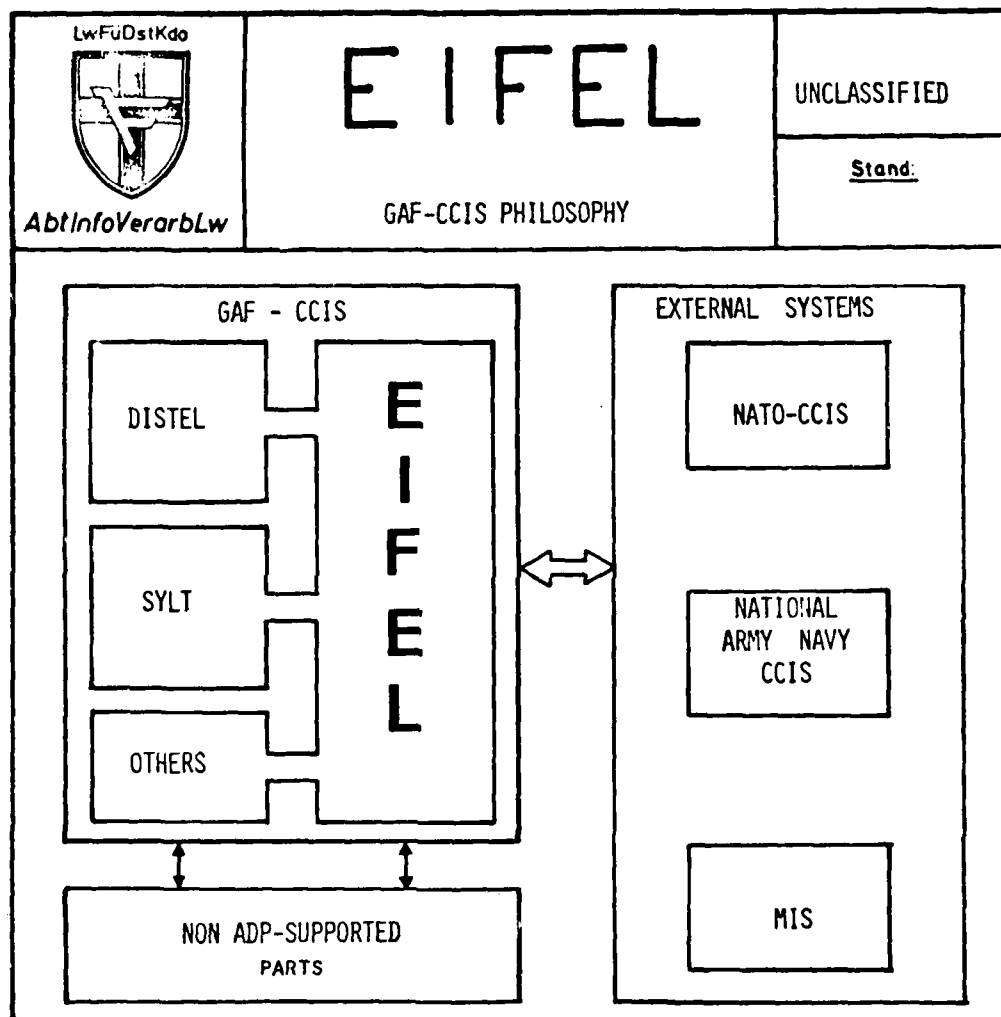 LwFüDstKdo
AbtInfoVerarbLw
EIFEL
GAF-CCIS PHILOSOPHY
UNCLASSIFIED
Stand:
GAF - CCIS
DISTEL
SYLT
OTHERS
EIFEL
EXTERNAL SYSTEMS
NATO-CCIS
NATIONAL
ARMY NAVY
CCIS
MIS
NON ADP-SUPPORTED
PARTS